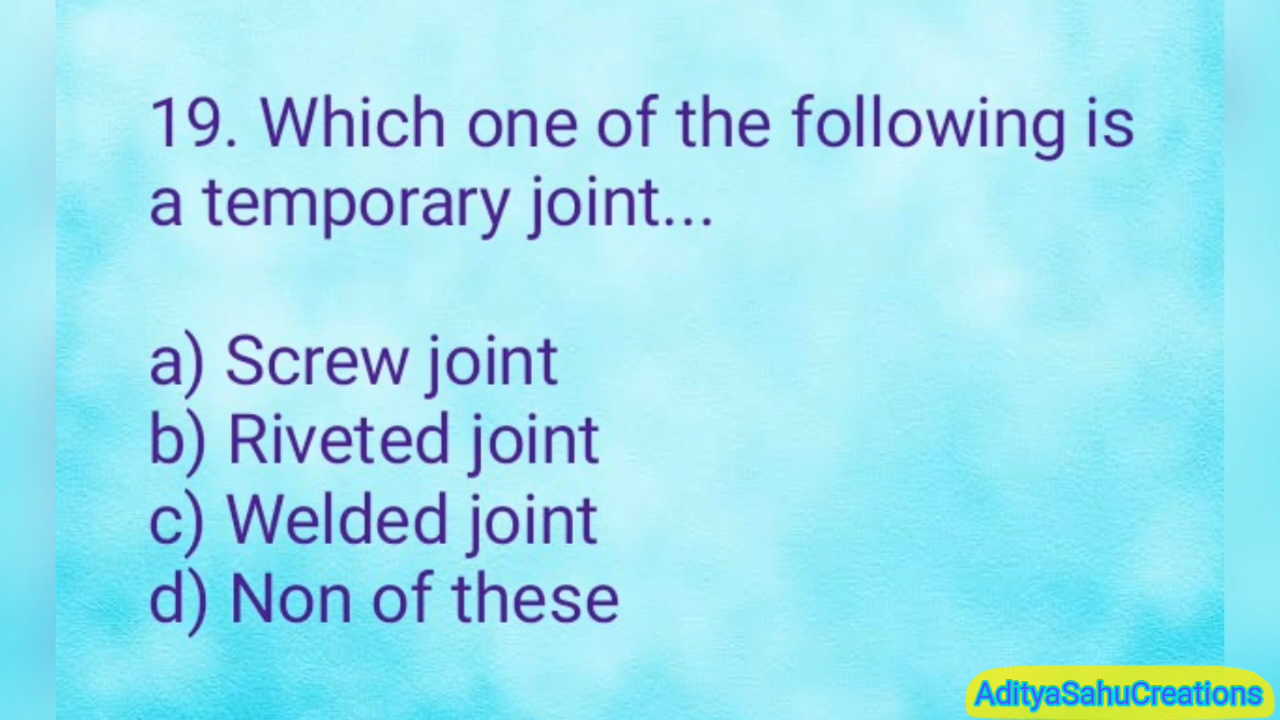 19. Which one of the following is
a temporary joint...
a) Screw joint
b) Riveted joint
c) Welded joint
d) Non of these
AdityaSahuCreations